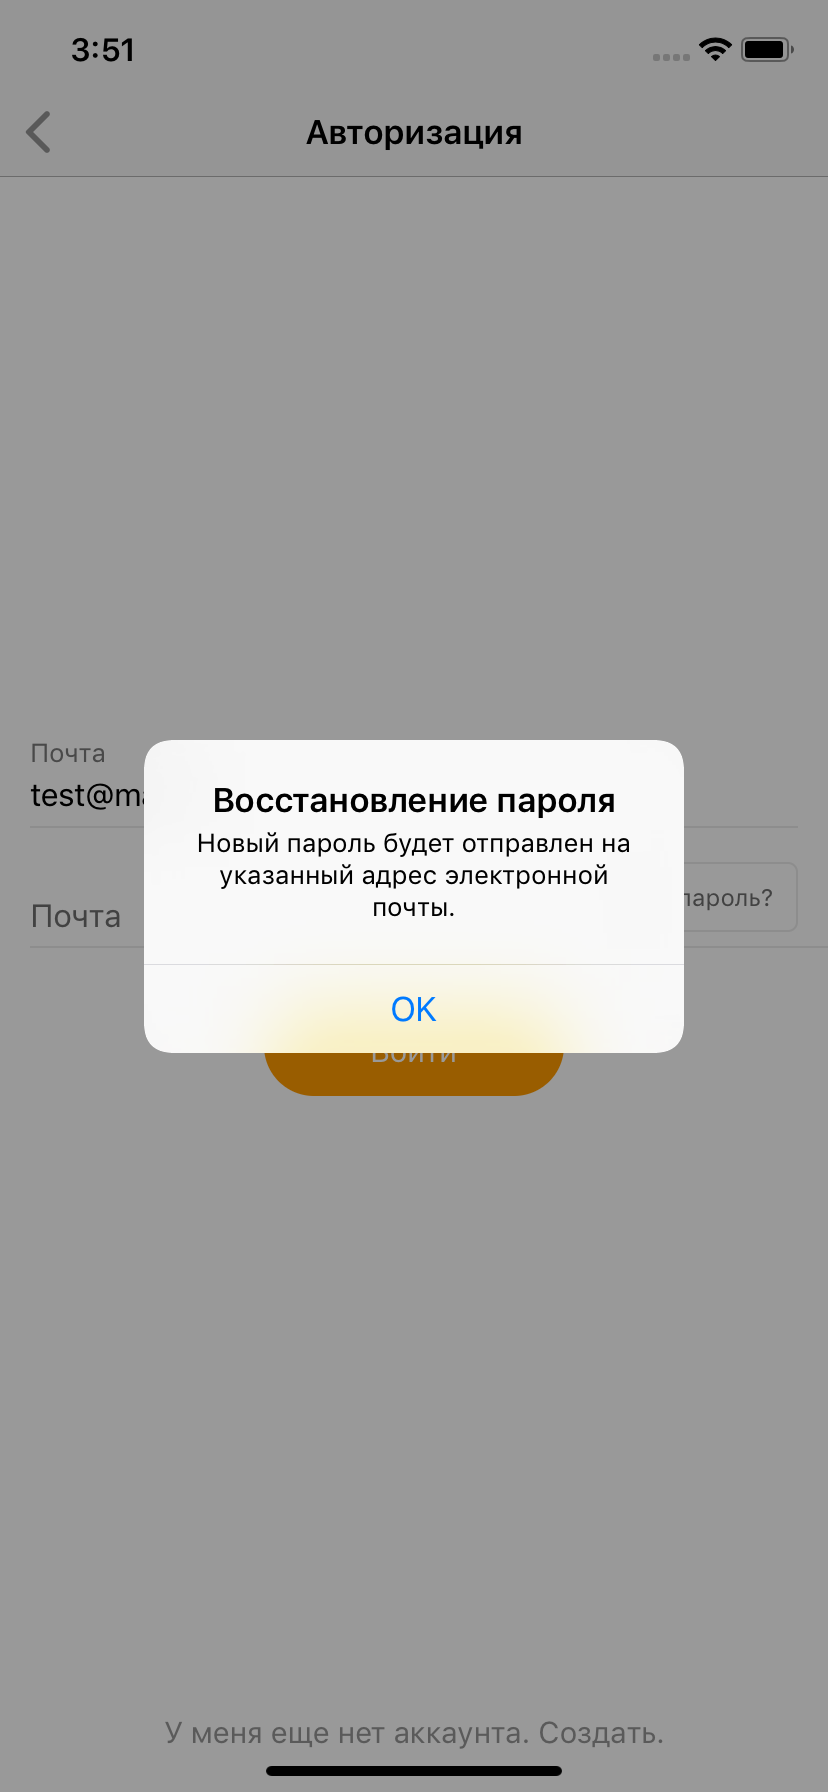 3:51
Авторизация
Почта
test@ma
Восстановление пароля
Новый пароль будет отправлен на
указанный адрес электронной
почты.
Почта
пароль?
OK
Войти
У меня еще нет аккаунта. Создать.